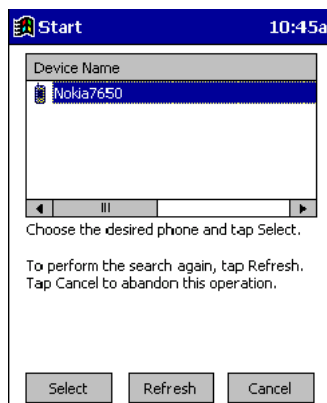 Start 10:45a
Device Name
Nokia7650
Choose the desired phone and tap Select.
To perform the search again, tap Refresh.
Tap Cancel to abandon this operation.
Select Refresh Cancel